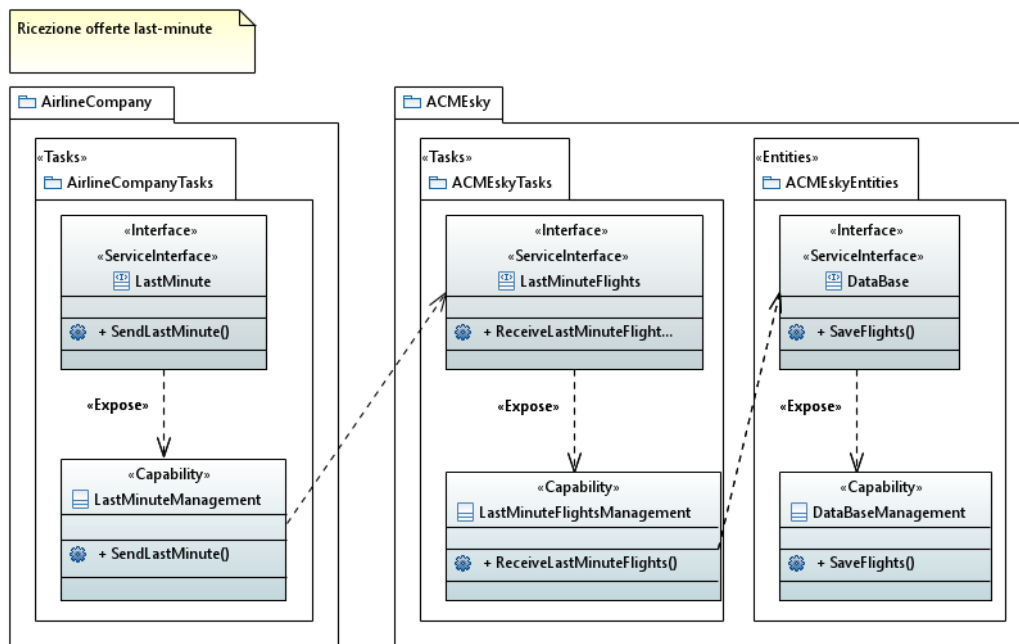 Ricezione offerte last-minute
AirlineCompany
«Tasks»
AirlineCompanyTasks
«Interface»
«ServiceInterface»
LastMinute
+ SendLastMinute()
«Expose»
«Capability»
LastMinuteManagement
+ SendLastMinute()
ACMEsky
«Tasks»
ACMEskyTasks
«Interface»
«ServiceInterface»
LastMinuteFlights
+ ReceiveLastMinuteFlight...
«Expose»
«Capability»
LastMinuteFlightsManagement
+ ReceiveLastMinuteFlights()
«Entities»
ACMEskyEntities
«Interface»
«ServiceInterface»
DataBase
+ SaveFlights()
«Expose»
«Capability»
DataBaseManagement
+ SaveFlights()